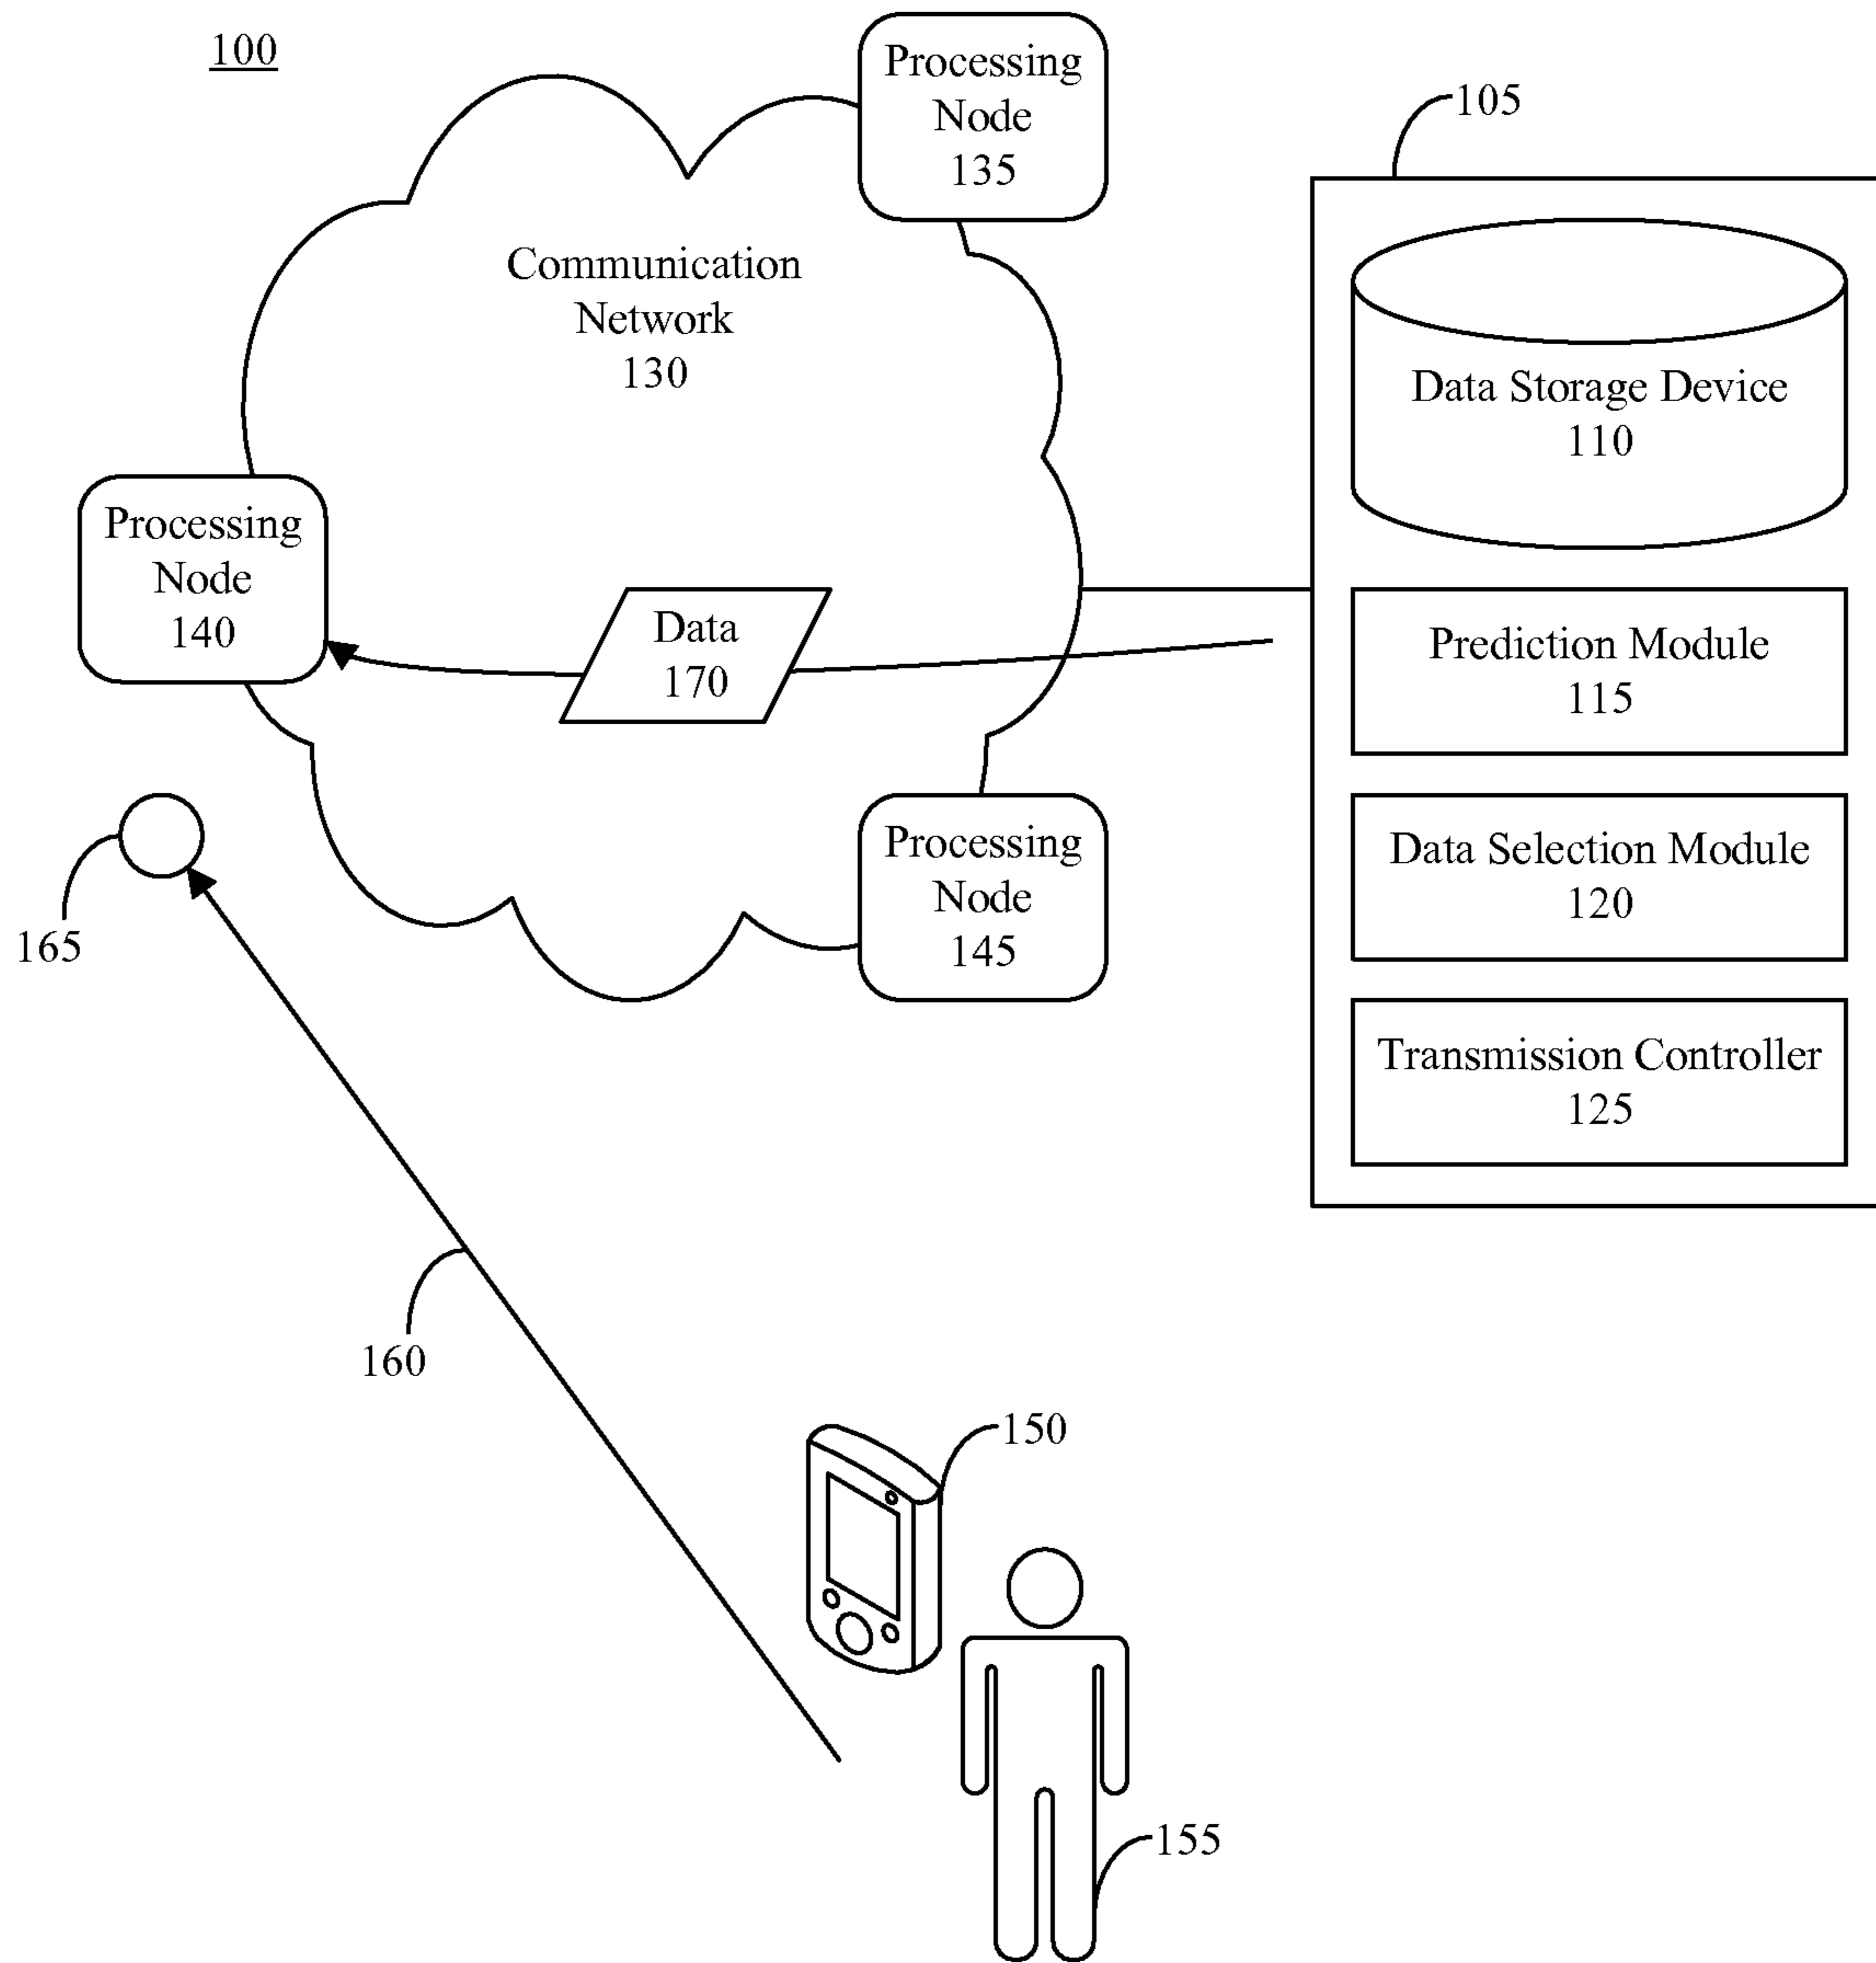 100
Processing
Node
135
105
Communication
Network
130
Data Storage Device
110
Processing
Node
140
Data
170
Prediction Module
115
Data Selection Module
120
Processing
Node
145
165
Transmission Controller
125
160
150
155